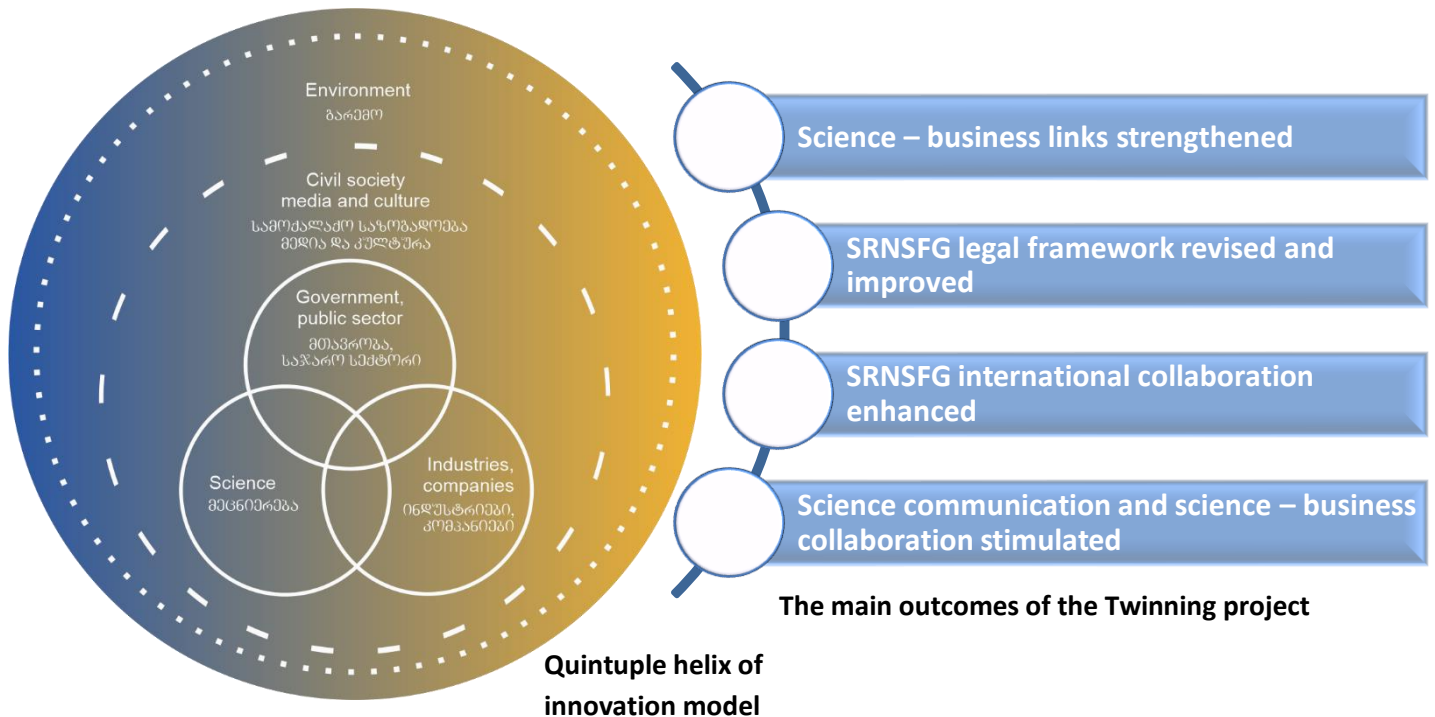 Environment
გარემო
Civil society
media and culture
სამოქალაქო საზოგადოება
მედია და კულტურა
Government,
public sector
მთავრობა,
საჯარო სექტორი
Science
მეცნიერება
Industries,
companies
ინდუსტრიები,
კომპანიები
Quintuple helix of
innovation model
Science – business links strengthened
SRNSFG legal framework revised and
improved
SRNSFG international collaboration
enhanced
Science communication and science – business
collaboration stimulated
The main outcomes of the Twinning project